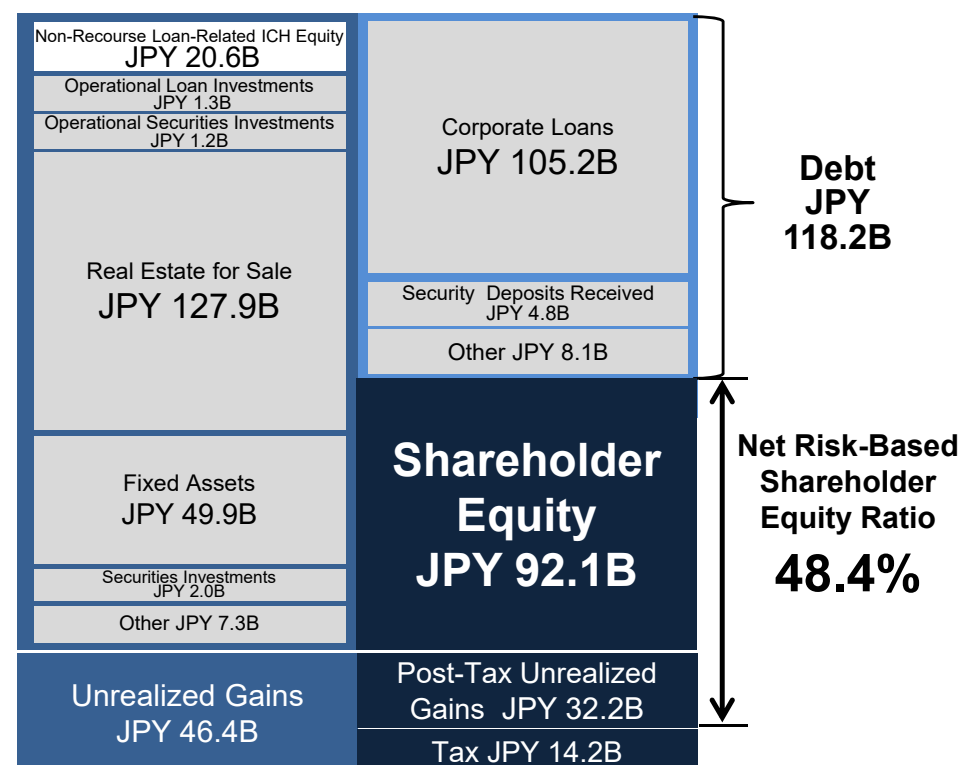 Non-Recourse Loan-Related ICH Equity
JPY 20.6B
Operational Loan Investments
JPY 1.3B
Operational Securities Investments
JPY 1.2B
Real Estate for Sale
JPY 127.9B
Fixed Assets
JPY 49.9B
Securities Investments
JPY 2.0B
Other JPY 7.3B
Unrealized Gains
JPY 46.4B
Corporate Loans
JPY 105.2B
Security Deposits Received
JPY 4.8B
Other JPY 8.1B
Shareholder
Equity
JPY 92.1B
Post-Tax Unrealized
Gains JPY 32.2B
Tax JPY 14.2B
Debt
JPY
118.2B
Net Risk-Based
Shareholder
Equity Ratio
48.4%